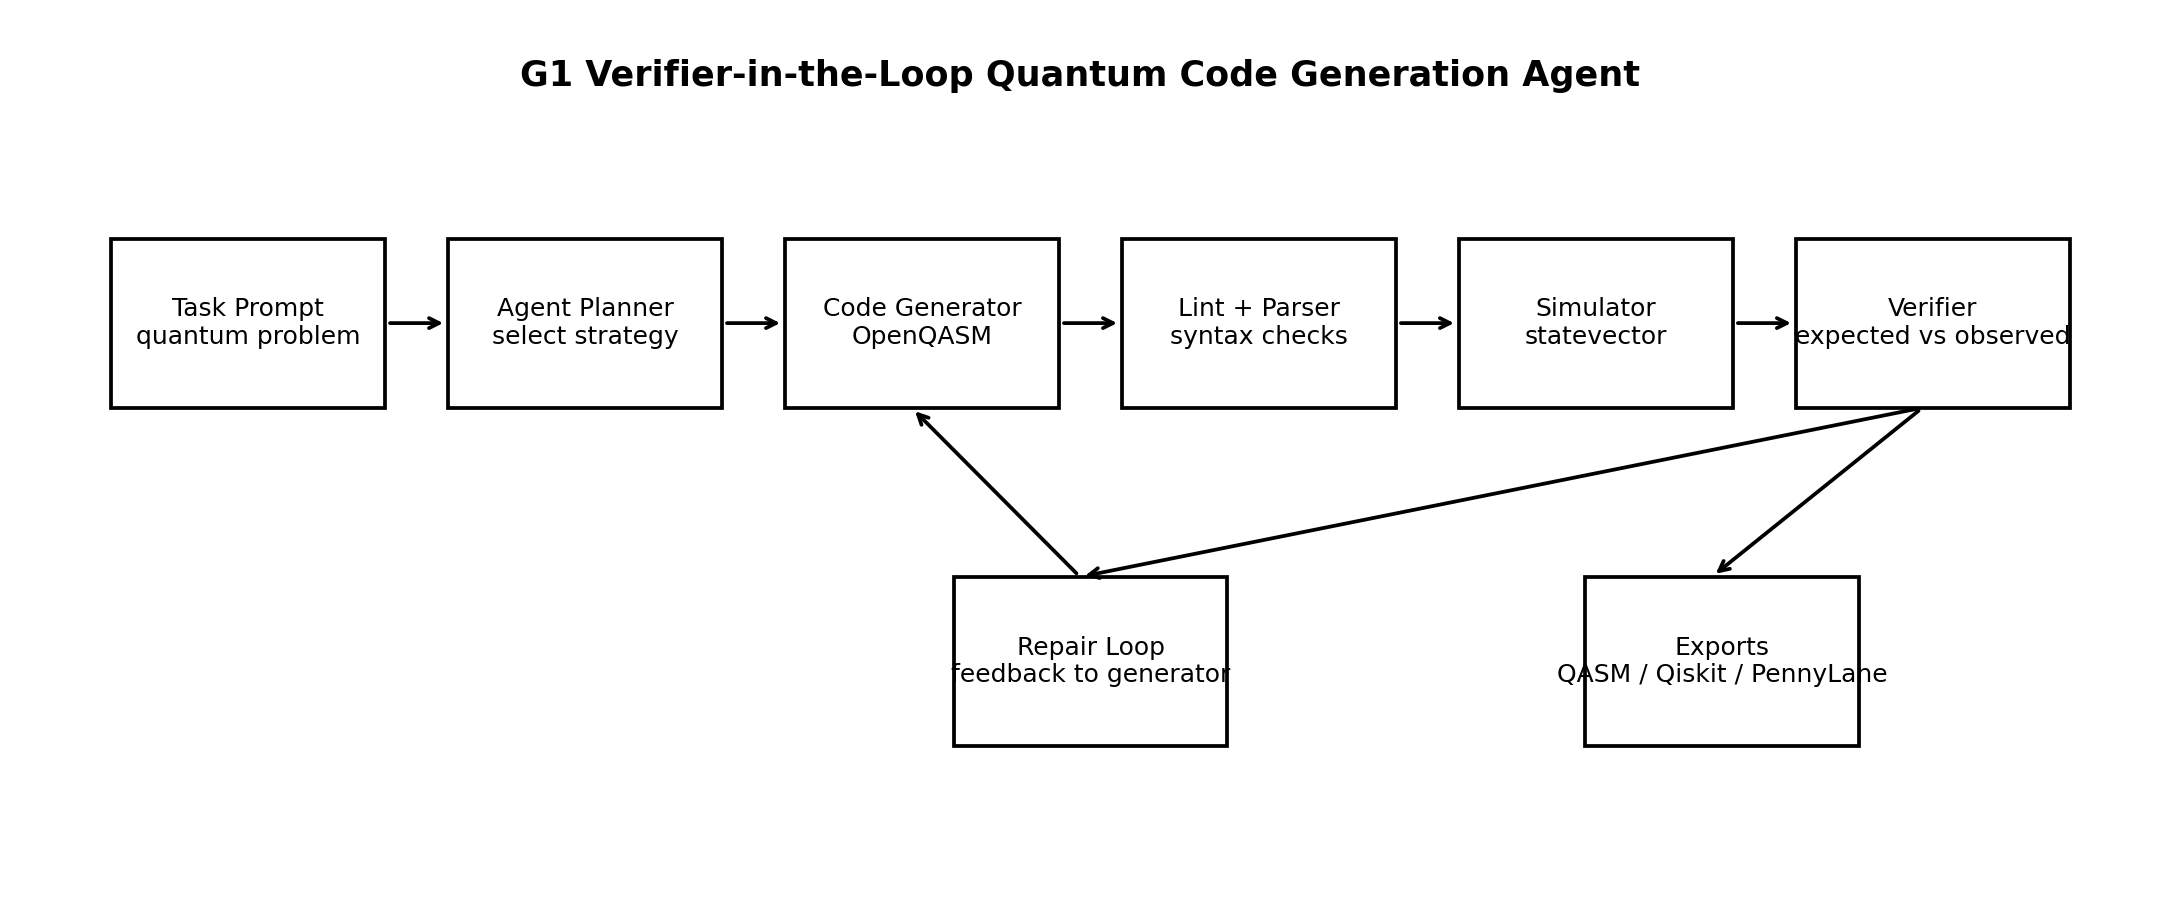 G1 Verifier-in-the-Loop Quantum Code Generation Agent
Task Prompt
quantum problem
Agent Planner
select strategy
Code Generator
OpenQASM
Lint + Parser
syntax checks
Simulator
statevector
Verifier
expected vs observed
Repair Loop
feedback to generator
Exports
QASM / Qiskit / PennyLane